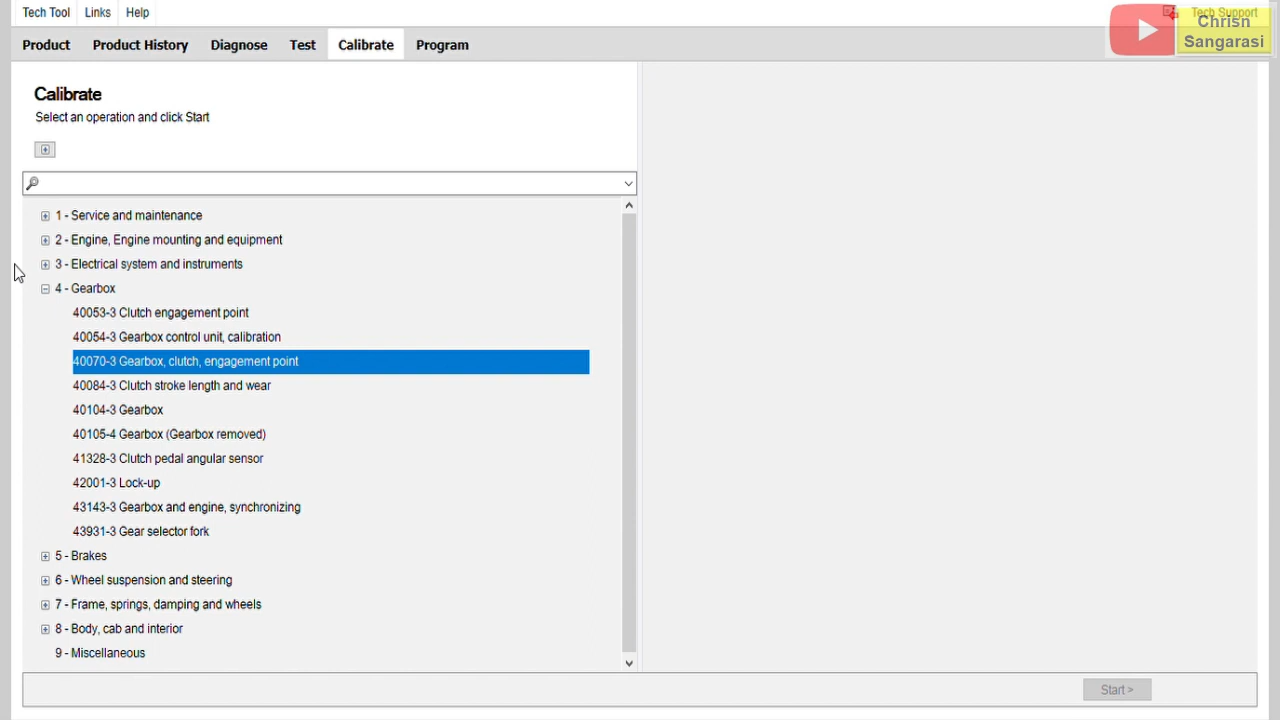 Tech Tool Links Help
Tech Support
Chrisn
Sangarasi
Product Product History Diagnose Test Calibrate Program
Calibrate
Select an operation and click Start
1 - Service and maintenance
2 - Engine, Engine mounting and equipment
3 - Electrical system and instruments
4 - Gearbox
40053-3 Clutch engagement point
40054-3 Gearbox control unit, calibration
40070-3 Gearbox, clutch, engagement point
40084-3 Clutch stroke length and wear
40104-3 Gearbox
40105-4 Gearbox (Gearbox removed)
41328-3 Clutch pedal angular sensor
42001-3 Lock-up
43143-3 Gearbox and engine, synchronizing
43931-3 Gear selector fork
5 - Brakes
6 - Wheel suspension and steering
7 - Frame, springs, damping and wheels
8 - Body, cab and interior
9 - Miscellaneous
Start >